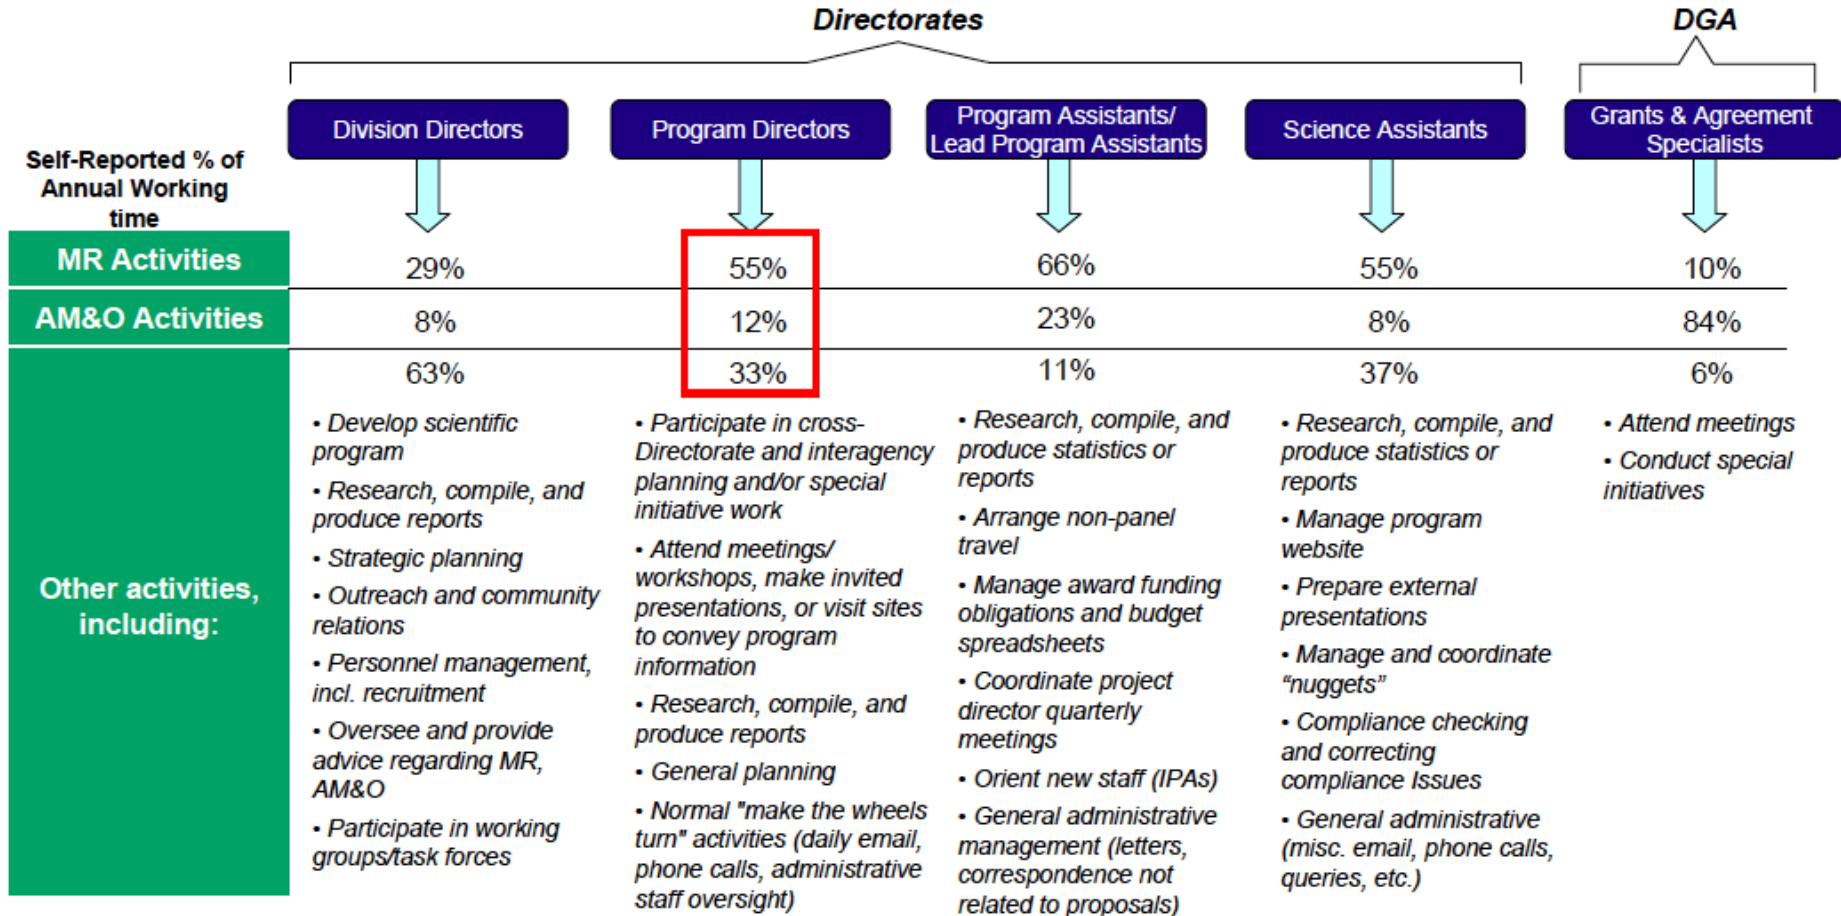 Directorates
DGA
Division Directors
Program Directors
Program Assistants/
Lead Program Assistants
Science Assistants
Grants & Agreement
Specialists
Self-Reported % of
Annual Working
time
MR Activities
29%
55%
66%
55%
10%
AM&O Activities
8%
12%
23%
8%
84%
Other activities,
including:
63%
33%
11%
37%
6%
• Develop scientific
program
• Research, compile, and
produce reports
• Strategic planning
• Outreach and community
relations
• Personnel management,
incl. recruitment
• Oversee and provide
advice regarding MR,
AM&O
• Participate in working
groups/task forces
• Participate in cross-
Directorate and interagency
planning and/or special
initiative work
• Attend meetings/
workshops, make invited
presentations, or visit sites
to convey program
information
• Research, compile, and
produce reports
• General planning
• Normal "make the wheels
turn" activities (daily email,
phone calls, administrative
staff oversight)
• Research, compile, and
produce statistics or
reports
• Arrange non-panel
travel
• Manage award funding
obligations and budget
spreadsheets
• Coordinate project
director quarterly
meetings
• Orient new staff (IPAs)
• General administrative
management (letters,
correspondence not
related to proposals)
• Research, compile, and
produce statistics or
reports
• Manage program
website
• Prepare external
presentations
• Manage and coordinate
“nuggets”
• Compliance checking
and correcting
compliance Issues
• General administrative
(misc. email, phone calls,
queries, etc.)
• Attend meetings
• Conduct special
initiatives